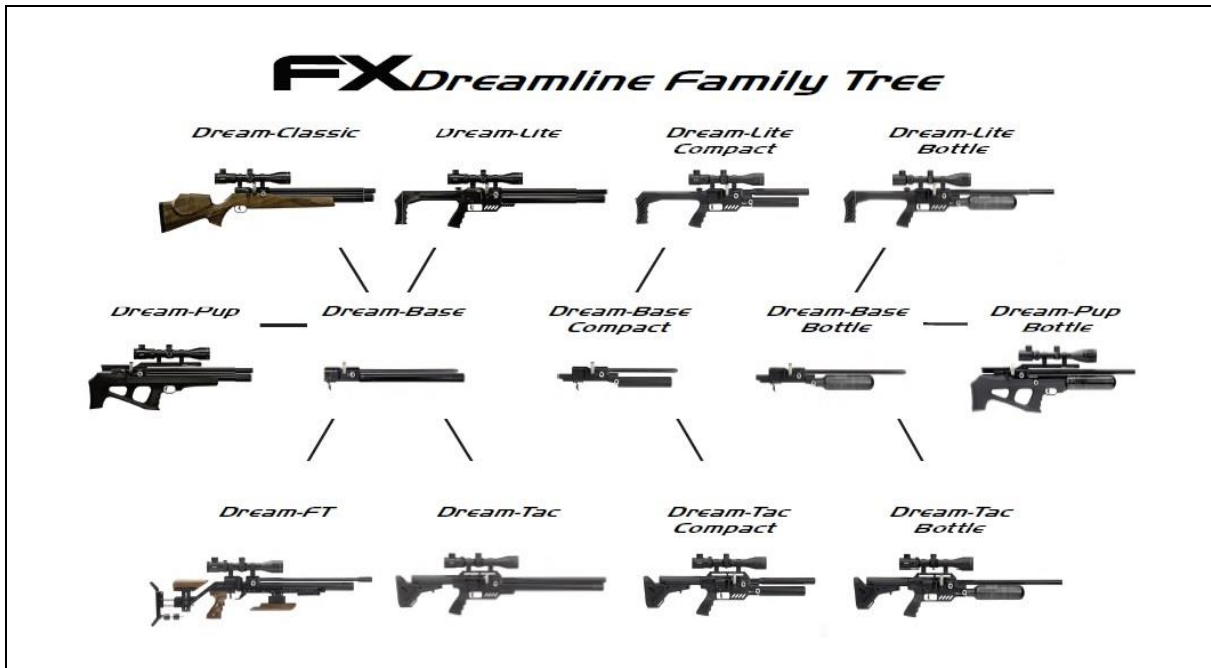 FX Dreamline Family Tree
Dream-Classic
Dream-Lite
Dream-Lite
Compact
Dream-Lite
Bottle
Dream-Pup
Dream-Base
Dream-Base
Compact
Dream-Base
Bottle
Dream-Pup
Bottle
Dream-FT
Dream-Tac
Dream-Tac
Compact
Dream-Tac
Bottle